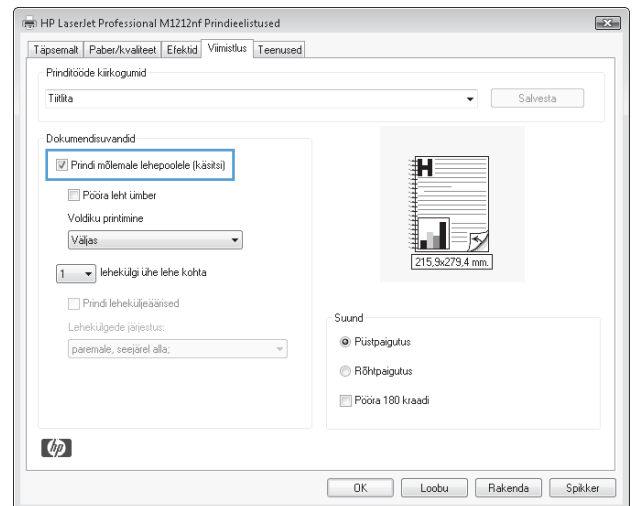 HP LaserJet Professional M1212nf Prindieelistused
Täpsemalt Paber/kvaliteet Efektid Viimistlus Teenused
Prinditööde kiirkogumid
Tiitlita
Salvesta
Dokumendisuvandid
Prindi mõlemale lehepoolele (käsitsi)
Pööra leht ümber
Voldiku printimine
Väljas
1 lehekülgi ühe lehe kohta
Prindi leheküljeäärised
Lehekülgede järjestus:
paremale, seejärel alla;
H
215,9x279,4 mm.
Suund
Püstpaigutus
Rõhtpaigutus
Pööra 180 kraadi
hp
OK Loobu Rakenda Spikker